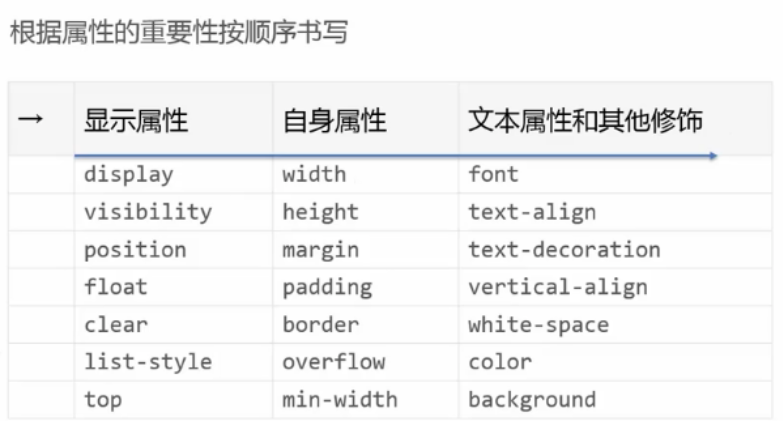 根据属性的重要性按顺序书写
→ 显示属性 自身属性 文本属性和其他修饰
display width font
visibility height text-align
position margin text-decoration
float padding vertical-align
clear border white-space
list-style overflow color
top min-width background